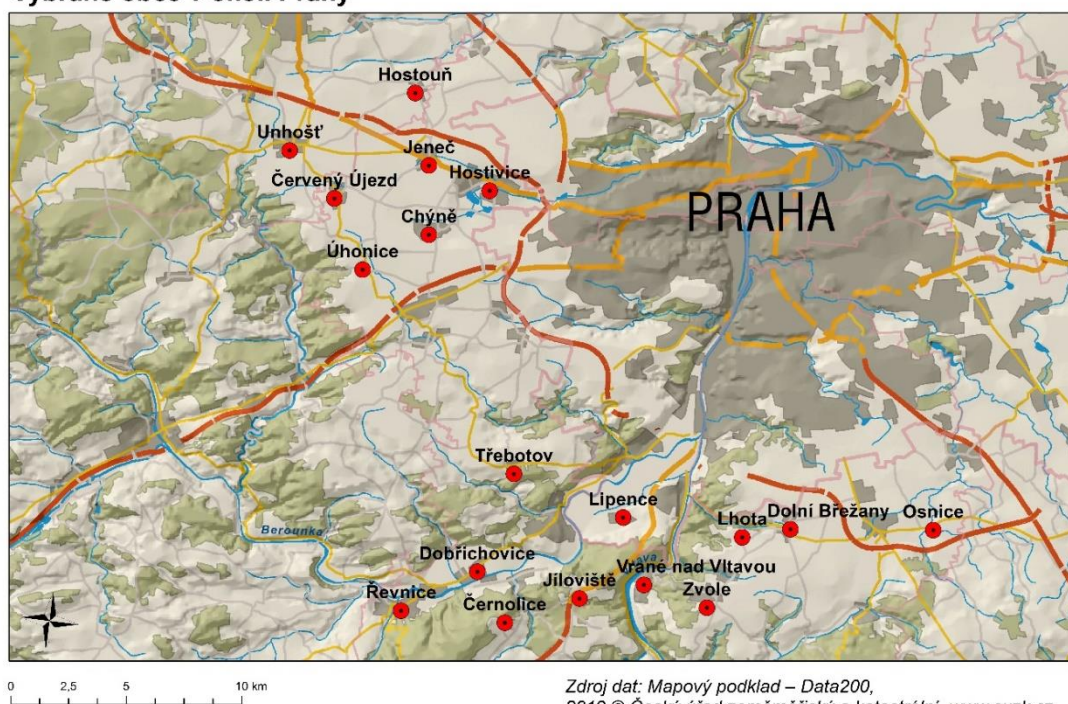 Hostouň
Unhošť
Jeneč
Hostivice
Červený Újezd
Chýně
PRAHA
Úhonice
Třebotov
Lipence
Lhota
Dolní Břežany
Osnice
Berounka
Dobřichovice
Jíloviště
Vrané nad Vltavou
Řevnice
Černolice
Zvole
0 2,5 5 10 km
Zdroj dat: Mapový podklad – Data200,